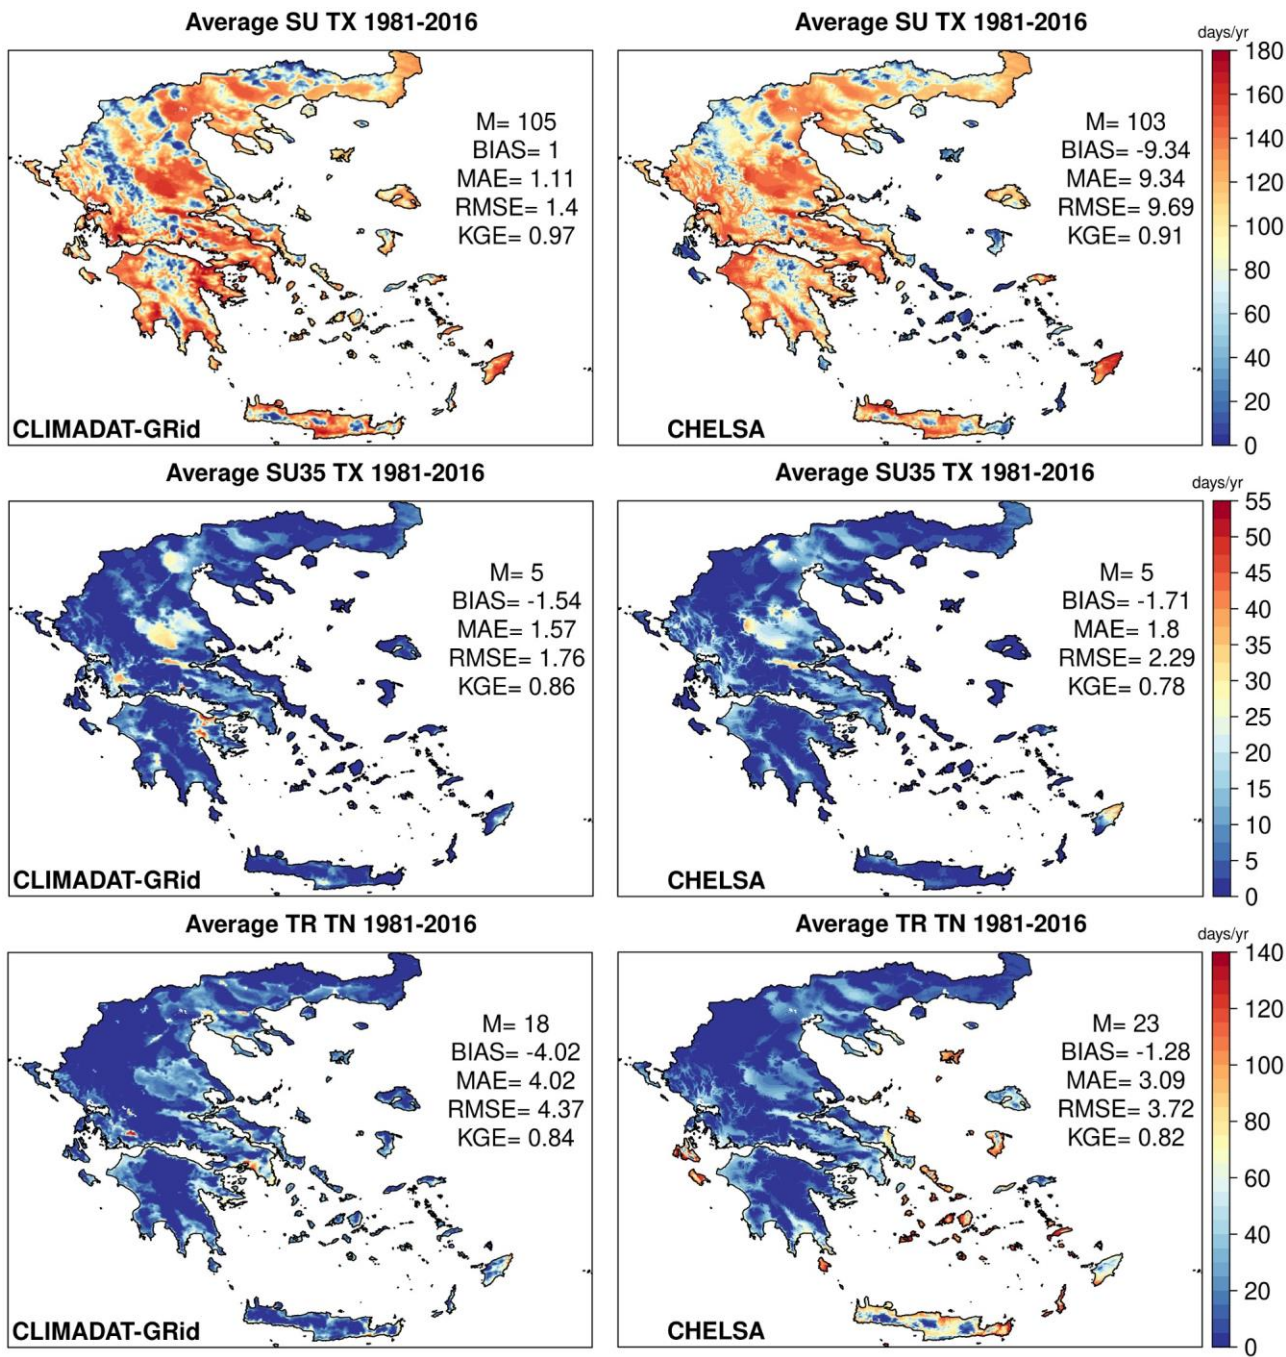 Average SU TX 1981-2016
M= 105
BIAS= 1
MAE= 1.11
RMSE= 1.4
KGE= 0.97
CLIMADAT-GRid
Average SU TX 1981-2016
M= 103
BIAS= -9.34
MAE= 9.34
RMSE= 9.69
KGE= 0.91
CHELSA
days/yr
180
160
140
120
100
80
60
40
20
0
Average SU35 TX 1981-2016
M= 5
BIAS= -1.54
MAE= 1.57
RMSE= 1.76
KGE= 0.86
CLIMADAT-GRid
Average SU35 TX 1981-2016
M= 5
BIAS= -1.71
MAE= 1.8
RMSE= 2.29
KGE= 0.78
CHELSA
days/yr
55
50
45
40
35
30
25
20
15
10
5
0
Average TR TN 1981-2016
M= 18
BIAS= -4.02
MAE= 4.02
RMSE= 4.37
KGE= 0.84
CLIMADAT-GRid
Average TR TN 1981-2016
M= 23
BIAS= -1.28
MAE= 3.09
RMSE= 3.72
KGE= 0.82
CHELSA
days/yr
140
120
100
80
60
40
20
0